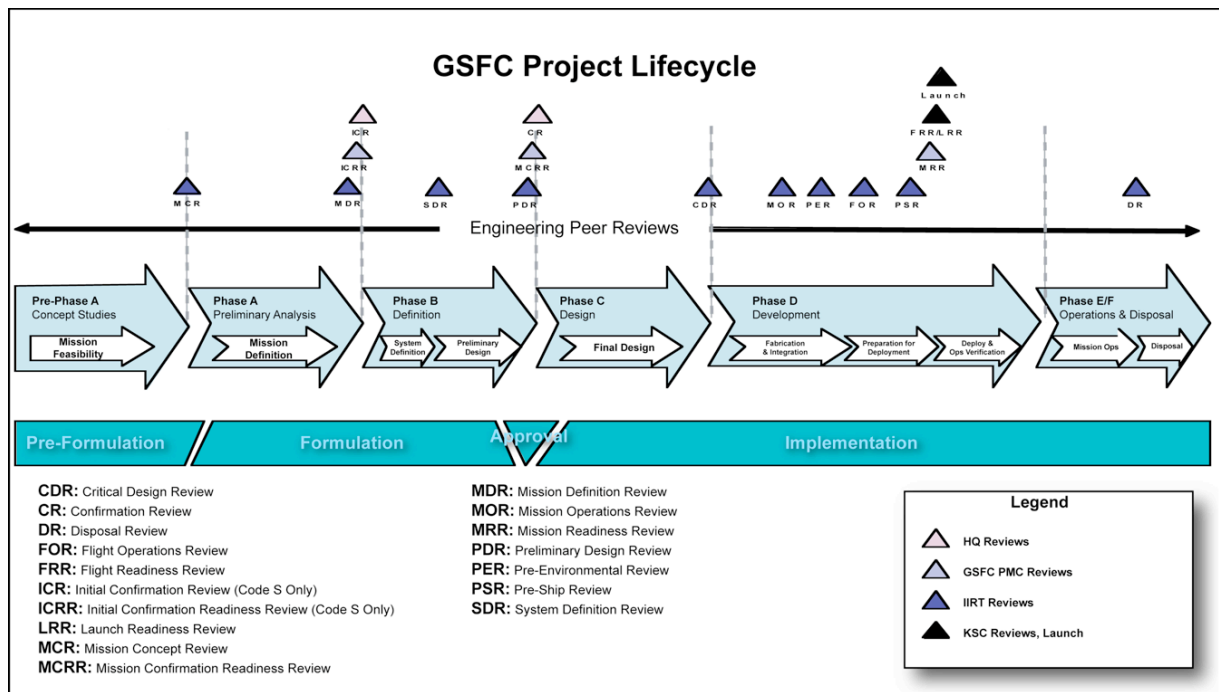 GSFC Project Lifecycle
Launch
ICR
CR
FRR/LRR
ICRR
MCRR
MRR
MCR
MDR
SDR
PDR
CDR
MOR
PER
FOR
PSR
DR
Engineering Peer Reviews
Pre-Phase A
Concept Studies
Mission
Feasibility
Phase A
Preliminary Analysis
Mission
Definition
Phase B
Definition
System
Definition
Preliminary
Design
Phase C
Design
Final Design
Phase D
Development
Fabrication
& Integration
Preparation for
Deployment
Deploy &
Ops Verification
Phase E/F
Operations & Disposal
Mission Ops
Disposal
Pre-Formulation
Formulation
Approval
Implementation
CDR: Critical Design Review
CR: Confirmation Review
DR: Disposal Review
FOR: Flight Operations Review
FRR: Flight Readiness Review
ICR: Initial Confirmation Review (Code S Only)
ICRR: Initial Confirmation Readiness Review (Code S Only)
LRR: Launch Readiness Review
MCR: Mission Concept Review
MCRR: Mission Confirmation Readiness Review
MDR: Mission Definition Review
MOR: Mission Operations Review
MRR: Mission Readiness Review
PDR: Preliminary Design Review
PER: Pre-Environmental Review
PSR: Pre-Ship Review
SDR: System Definition Review
Legend
HQ Reviews
GSFC PMC Reviews
IIRT Reviews
KSC Reviews, Launch